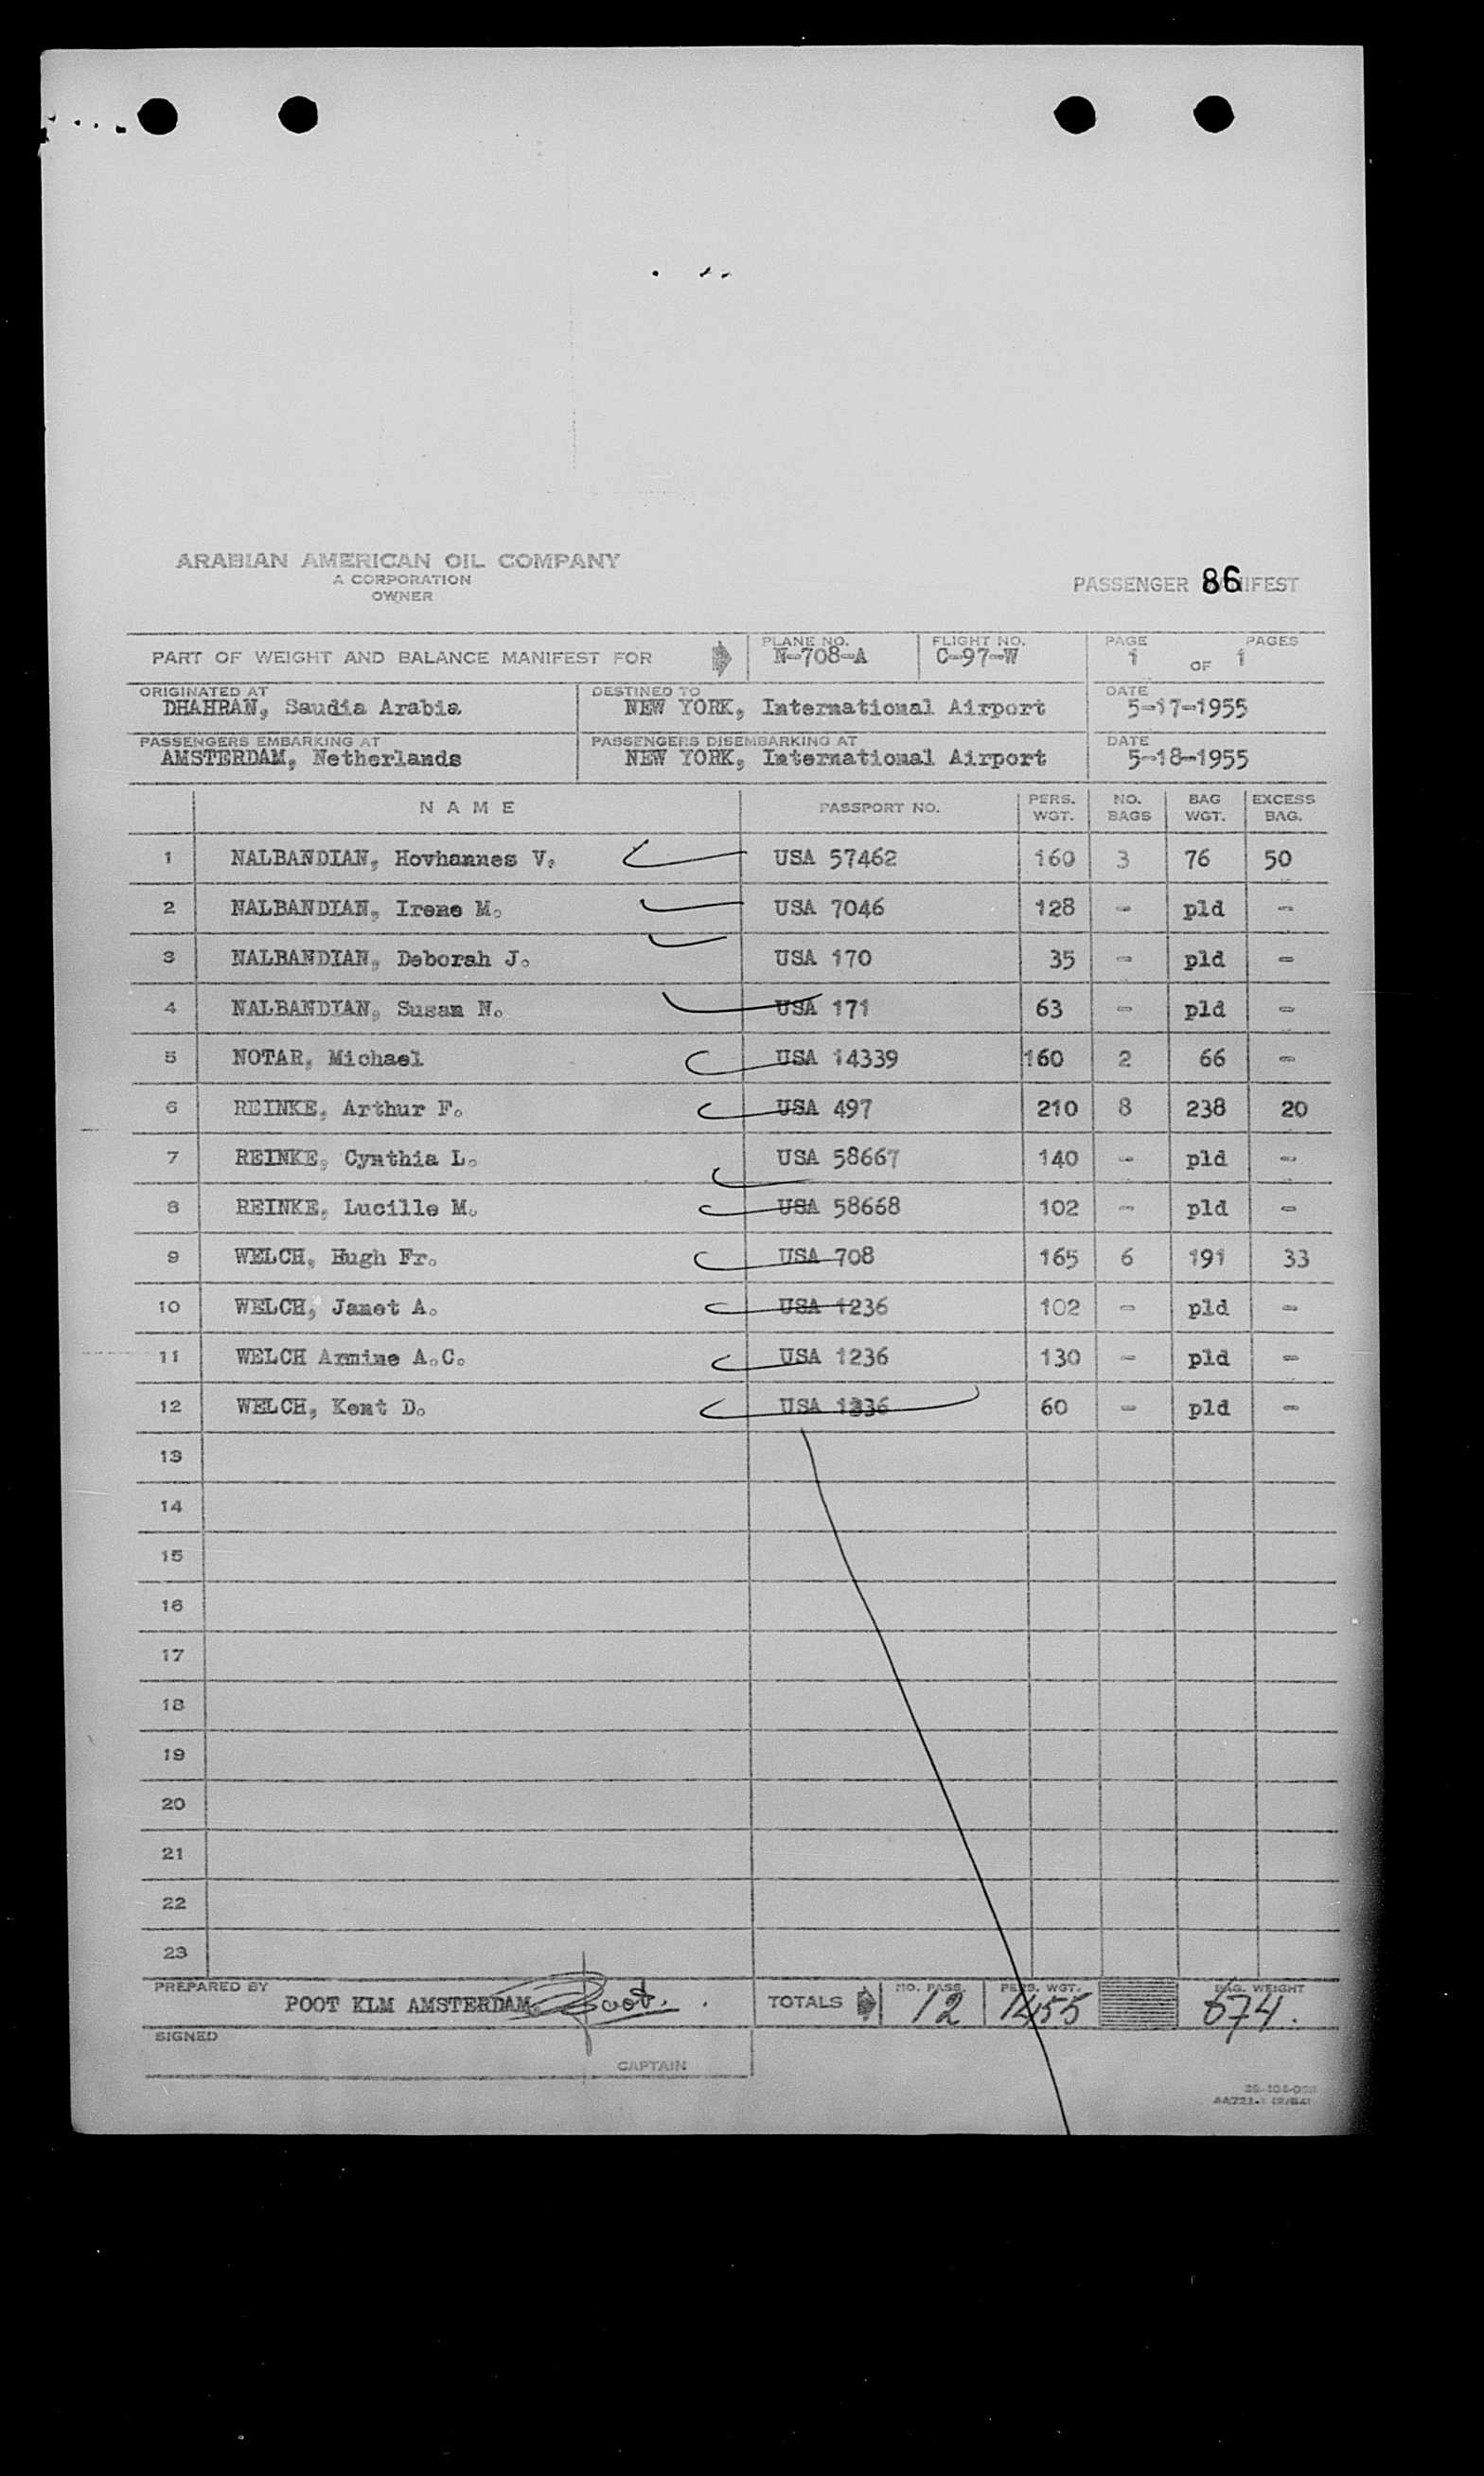 ARABIAN AMERICAN OIL COMPANY
A CORPORATION
OWNER
PASSENGER MANIFEST 86
PART OF WEIGHT AND BALANCE MANIFEST FOR PLANE NO. N-708-A FLIGHT NO. C-97-W PAGE 1 OF 1 PAGES
ORIGINATED AT DHAHRAN, Saudia Arabia DESTINED TO NEW YORK, International Airport DATE 5-17-1955
PASSENGERS EMBARKING AT AMSTERDAM, Netherlands PASSENGERS DISEMBARKING AT NEW YORK, International Airport DATE 5-18-1955
NAME PASSPORT NO. PERS. WGT. NO. BAGS BAG WGT. EXCESS BAG.
1 NALBANDIAN, Hovhannes V. USA 57462 160 3 76 50
2 NALBANDIAN, Irene M. USA 7046 128 - pld -
3 NALBANDIAN, Deborah J. USA 170 35 - pld -
4 NALBANDIAN, Susan N. USA 171 63 - pld -
5 NOTAR, Michael USA 14339 160 2 66 -
6 REINKE, Arthur F. USA 497 210 8 238 20
7 REINKE, Cynthia L. USA 58667 140 - pld -
8 REINKE, Lucille M. USA 58668 102 - pld -
9 WELCH, Hugh Fr. USA 708 165 6 191 33
10 WELCH, Janet A. USA 1236 102 - pld -
11 WELCH Armine A.C. USA 1236 130 - pld -
12 WELCH, Kent D. USA 1236 60 - pld -
13
14
15
16
17
18
19
20
21
22
23
PREPARED BY POOT KLM AMSTERDAM. Poot. TOTALS NO. PASS. 12 PERS. WGT. 1455 BAG. WEIGHT 674.
SIGNED
CAPTAIN